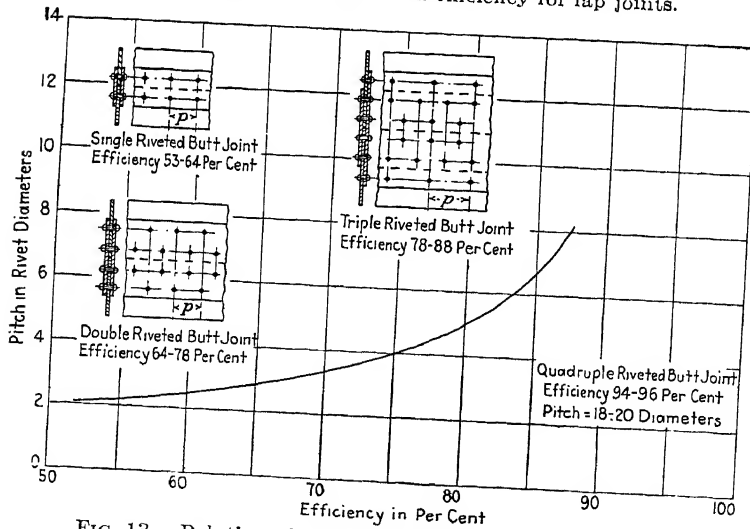 efficiency for lap joints.
14
12
10
8
6
4
2
0
Pitch in Rivet Diameters
p
Single Riveted Butt Joint
Efficiency 53-64 Per Cent
p
Double Riveted Butt Joint
Efficiency 64-78 Per Cent
p
Triple Riveted Butt Joint
Efficiency 78-88 Per Cent
Quadruple Riveted Butt Joint
Efficiency 94-96 Per Cent
Pitch = 18-20 Diameters
50
60
70
80
90
100
Efficiency in Per Cent
FIG. 13.